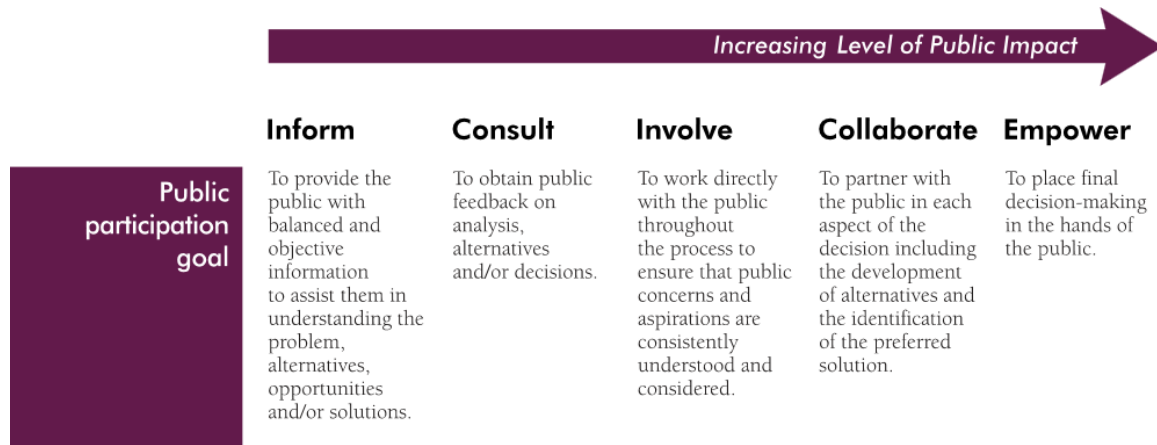 Increasing Level of Public Impact
Inform
Consult
Involve
Collaborate
Empower
Public
participation
goal
To provide the
public with
balanced and
objective
information
to assist them in
understanding the
problem,
alternatives,
opportunities
and/or solutions.
To obtain public
feedback on
analysis,
alternatives
and/or decisions.
To work directly
with the public
throughout
the process to
ensure that public
concerns and
aspirations are
consistently
understood and
considered.
To partner with
the public in each
aspect of the
decision including
the development
of alternatives and
the identification
of the preferred
solution.
To place final
decision-making
in the hands of
the public.